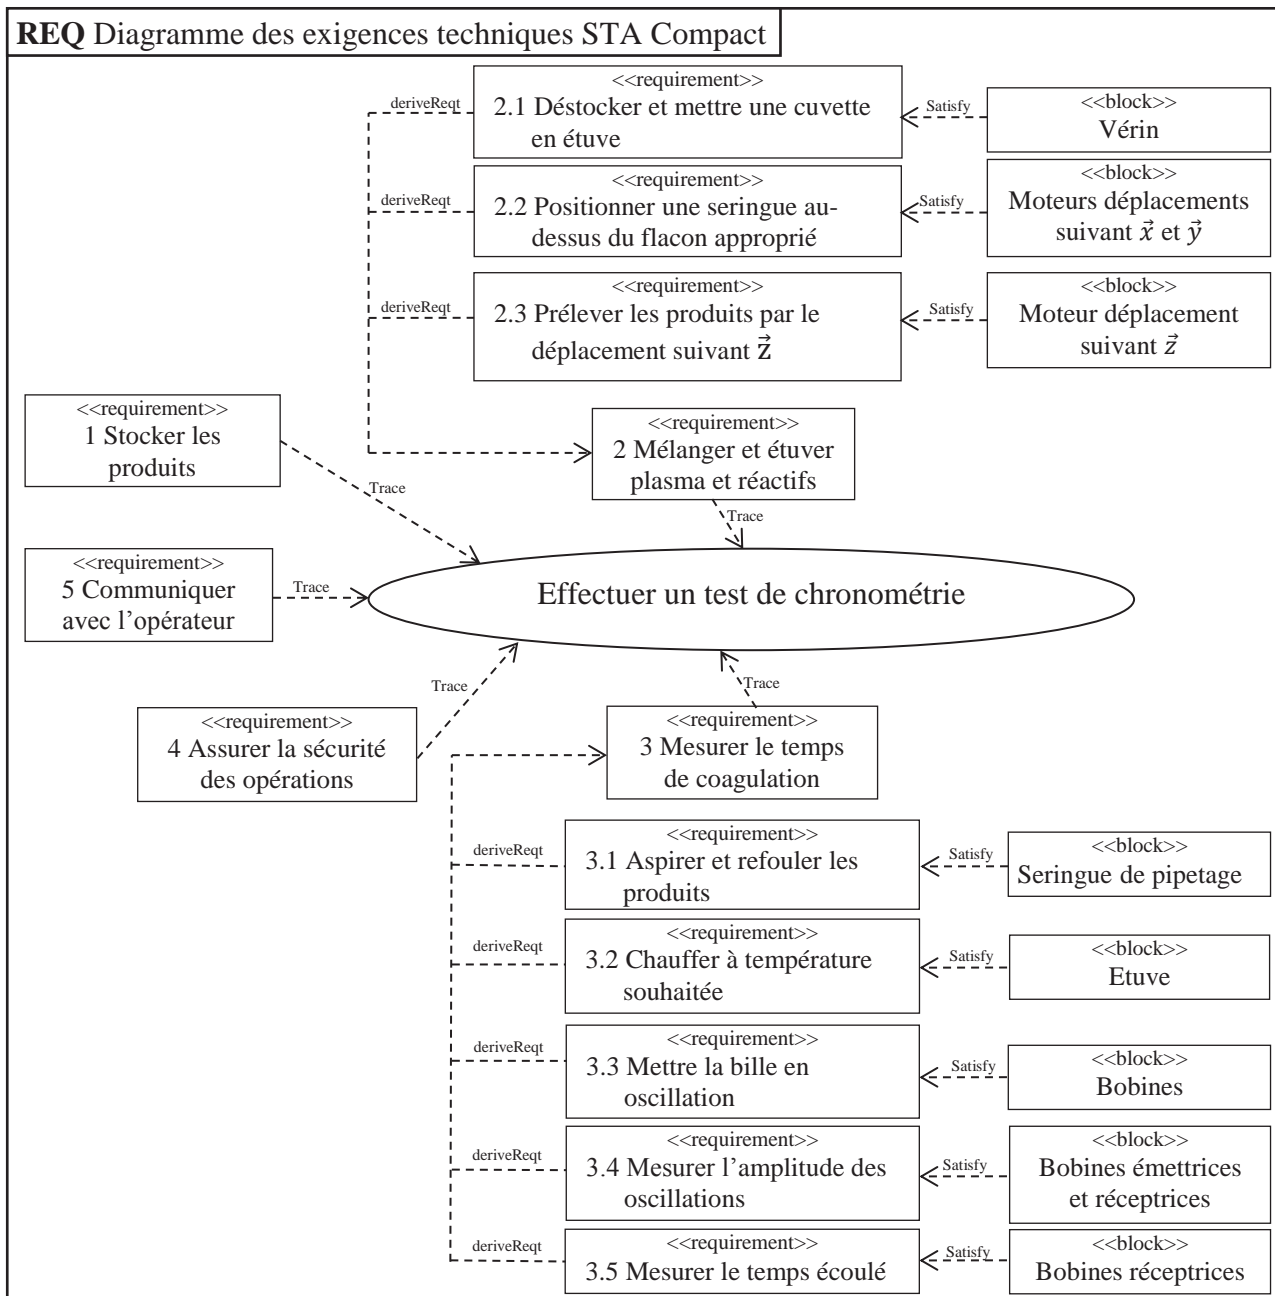 REQ Diagramme des exigences techniques STA Compact
<<requirement>>
2.1 Déstocker et mettre une cuvette
en étuve
deriveReqt
Satisfy
<<block>>
Vérin
<<requirement>>
2.2 Positionner une seringue au-
dessus du flacon approprié
deriveReqt
Satisfy
<<block>>
Moteurs déplacements
suivant x⃗ et y⃗
<<requirement>>
2.3 Prélever les produits par le
déplacement suivant z⃗
deriveReqt
Satisfy
<<block>>
Moteur déplacement
suivant z⃗
<<requirement>>
1 Stocker les
produits
Trace
<<requirement>>
2 Mélanger et étuver
plasma et réactifs
Trace
<<requirement>>
5 Communiquer
avec l’opérateur
Trace
Effectuer un test de chronométrie
<<requirement>>
4 Assurer la sécurité
des opérations
Trace
<<requirement>>
3 Mesurer le temps
de coagulation
Trace
<<requirement>>
3.1 Aspirer et refouler les
produits
deriveReqt
Satisfy
<<block>>
Seringue de pipetage
<<requirement>>
3.2 Chauffer à température
souhaitée
deriveReqt
Satisfy
<<block>>
Etuve
<<requirement>>
3.3 Mettre la bille en
oscillation
deriveReqt
Satisfy
<<block>>
Bobines
<<requirement>>
3.4 Mesurer l’amplitude des
oscillations
deriveReqt
Satisfy
<<block>>
Bobines émettrices
et réceptrices
<<requirement>>
3.5 Mesurer le temps écoulé
deriveReqt
Satisfy
<<block>>
Bobines réceptrices